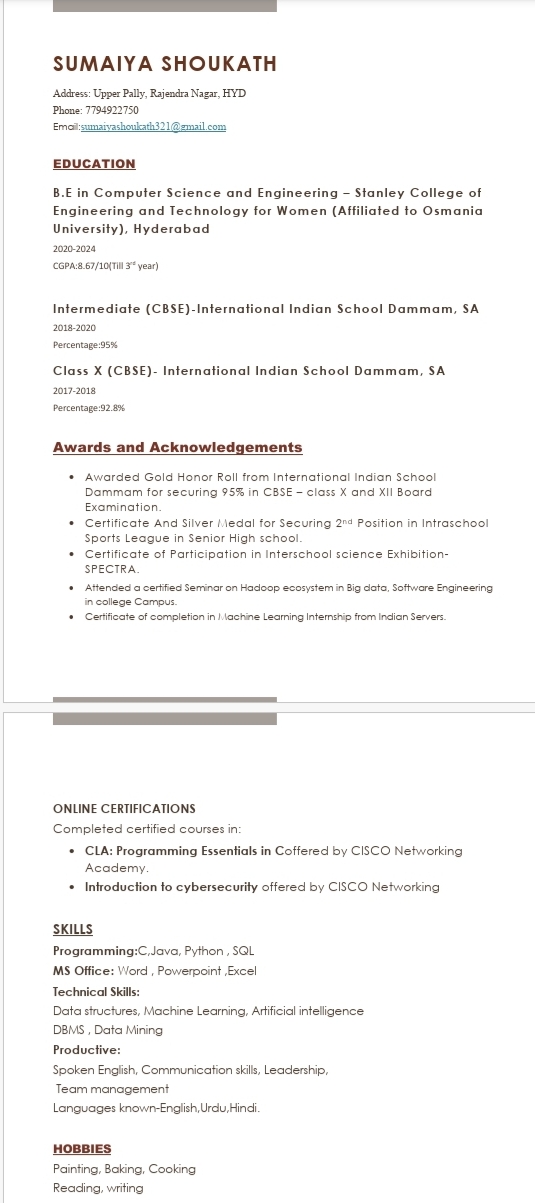 SUMAIYA SHOUKATH
Address: Upper Pally, Rajendra Nagar, HYD
Phone: 7794922750
Email:sumaiyashoukath321@gmail.com
EDUCATION
B.E in Computer Science and Engineering – Stanley College of
Engineering and Technology for Women (Affiliated to Osmania
University), Hyderabad
2020-2024
CGPA:8.67/10(Till 3rd year)
Intermediate (CBSE)-International Indian School Dammam, SA
2018-2020
Percentage:95%
Class X (CBSE)- International Indian School Dammam, SA
2017-2018
Percentage:92.8%
Awards and Acknowledgements
• Awarded Gold Honor Roll from International Indian School
Dammam for securing 95% in CBSE – class X and XII Board
Examination.
• Certificate And Silver Medal for Securing 2nd Position in Intraschool
Sports League in Senior High school.
• Certificate of Participation in Interschool science Exhibition-
SPECTRA.
• Attended a certified Seminar on Hadoop ecosystem in Big data, Software Engineering
in college Campus.
• Certificate of completion in Machine Learning Internship from Indian Servers.
ONLINE CERTIFICATIONS
Completed certified courses in:
• CLA: Programming Essentials in Coffered by CISCO Networking
Academy.
• Introduction to cybersecurity offered by CISCO Networking
SKILLS
Programming:C,Java, Python , SQL
MS Office: Word , Powerpoint ,Excel
Technical Skills:
Data structures, Machine Learning, Artificial intelligence
DBMS , Data Mining
Productive:
Spoken English, Communication skills, Leadership,
Team management
Languages known-English,Urdu,Hindi.
HOBBIES
Painting, Baking, Cooking
Reading, writing